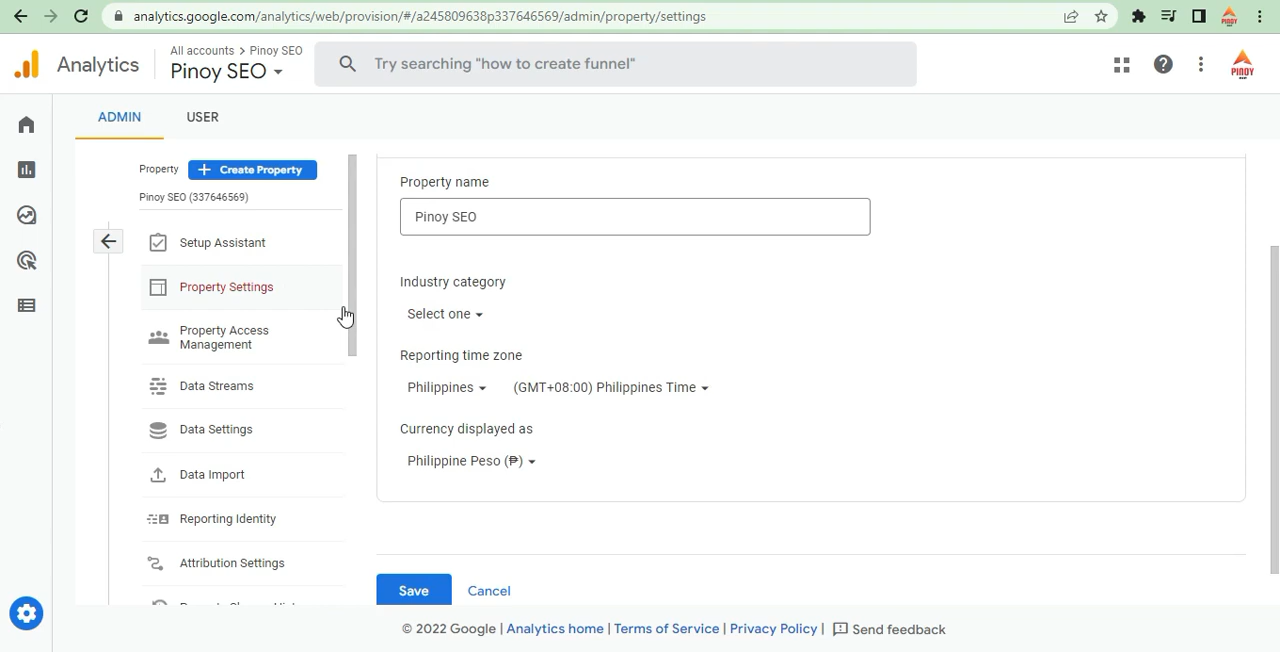 analytics.google.com/analytics/web/provision/#/a245809638p337646569/admin/property/settings
PINOY
Analytics
All accounts > Pinoy SEO
Pinoy SEO
Try searching "how to create funnel"
PINOY
ADMIN
USER
Property
Create Property
Pinoy SEO (337646569)
Setup Assistant
Property Settings
Property Access
Management
Data Streams
Data Settings
Data Import
Reporting Identity
Attribution Settings
Property name
Pinoy SEO
Industry category
Select one
Reporting time zone
Philippines (GMT+08:00) Philippines Time
Currency displayed as
Philippine Peso (₱)
Save Cancel
© 2022 Google | Analytics home | Terms of Service | Privacy Policy | Send feedback